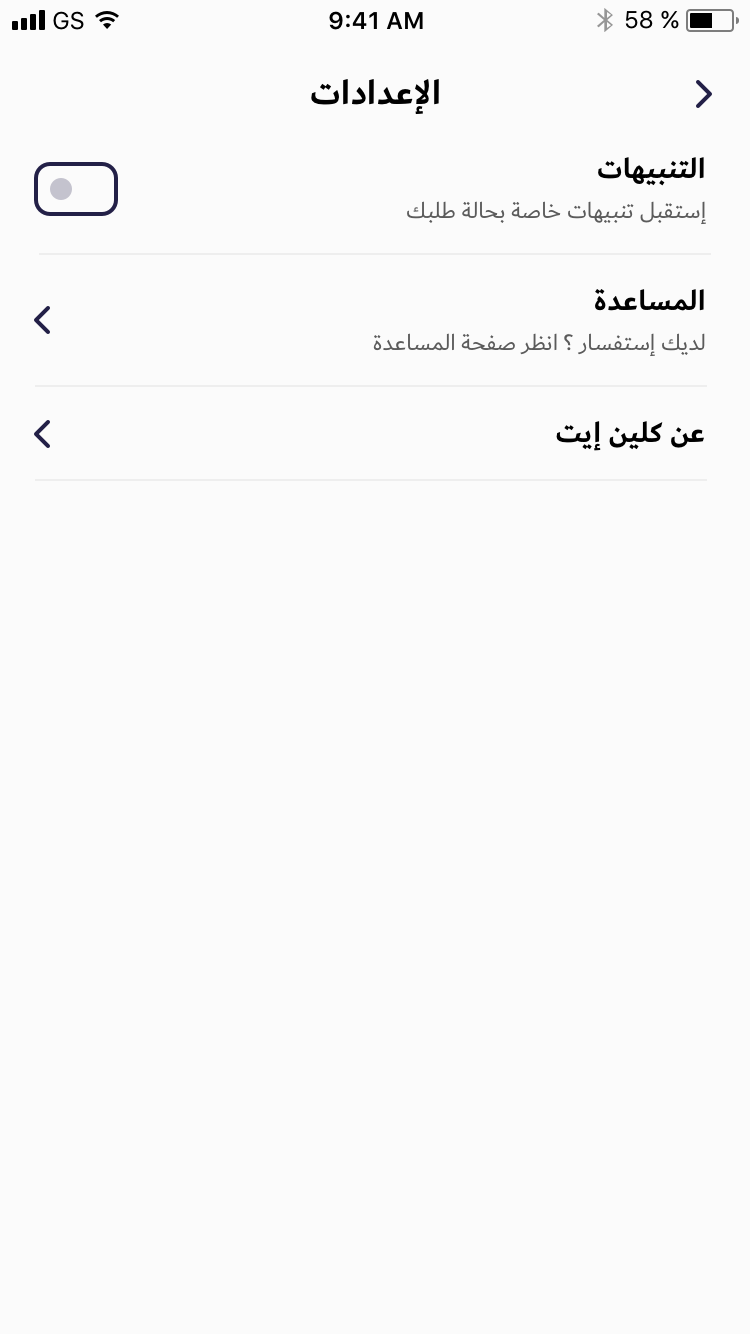 GS 9:41 AM 58 %
الإعدادات
التنبيهات
إستقبل تنبيهات خاصة بحالة طلبك
المساعدة
لديك إستفسار ؟ انظر صفحة المساعدة
عن كلين إيت